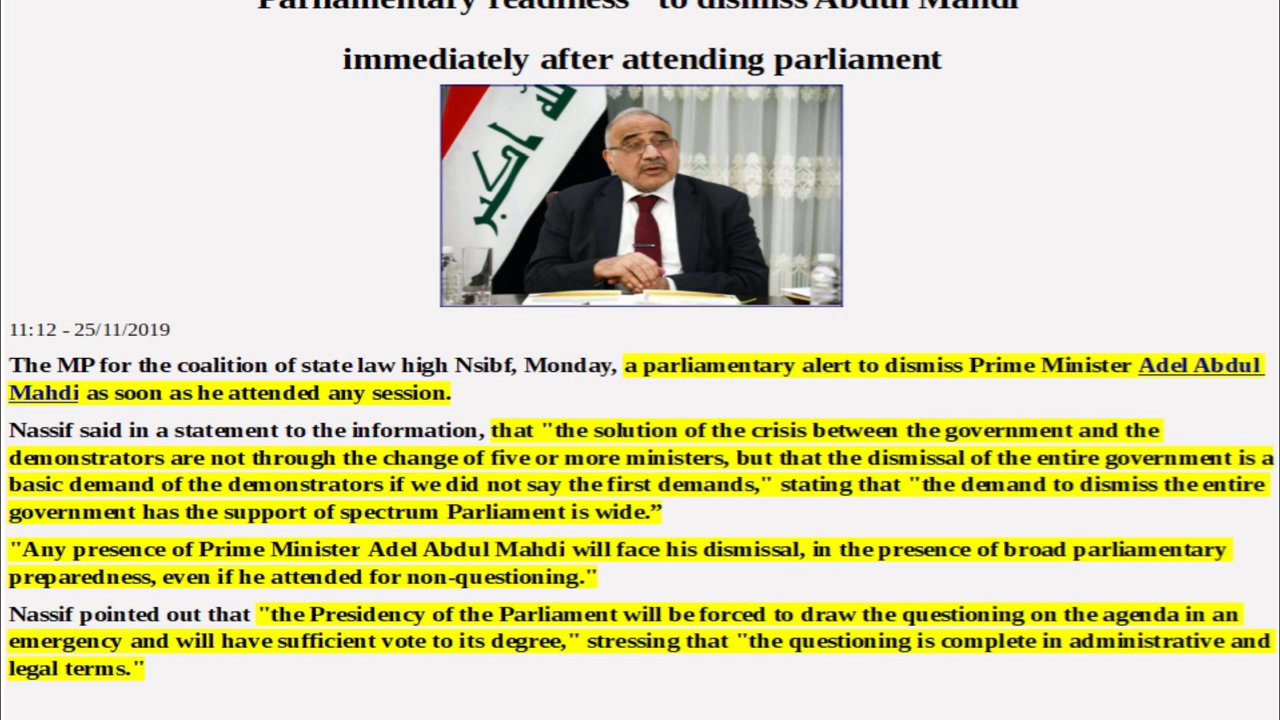 Parliamentary readiness" to dismiss Abdul Mahdi
immediately after attending parliament
الله اكبر
11:12 - 25/11/2019
The MP for the coalition of state law high Nsibf, Monday, a parliamentary alert to dismiss Prime Minister Adel Abdul
Mahdi as soon as he attended any session.
Nassif said in a statement to the information, that "the solution of the crisis between the government and the
demonstrators are not through the change of five or more ministers, but that the dismissal of the entire government is a
basic demand of the demonstrators if we did not say the first demands," stating that "the demand to dismiss the entire
government has the support of spectrum Parliament is wide.”
"Any presence of Prime Minister Adel Abdul Mahdi will face his dismissal, in the presence of broad parliamentary
preparedness, even if he attended for non-questioning."
Nassif pointed out that "the Presidency of the Parliament will be forced to draw the questioning on the agenda in an
emergency and will have sufficient vote to its degree," stressing that "the questioning is complete in administrative and
legal terms."